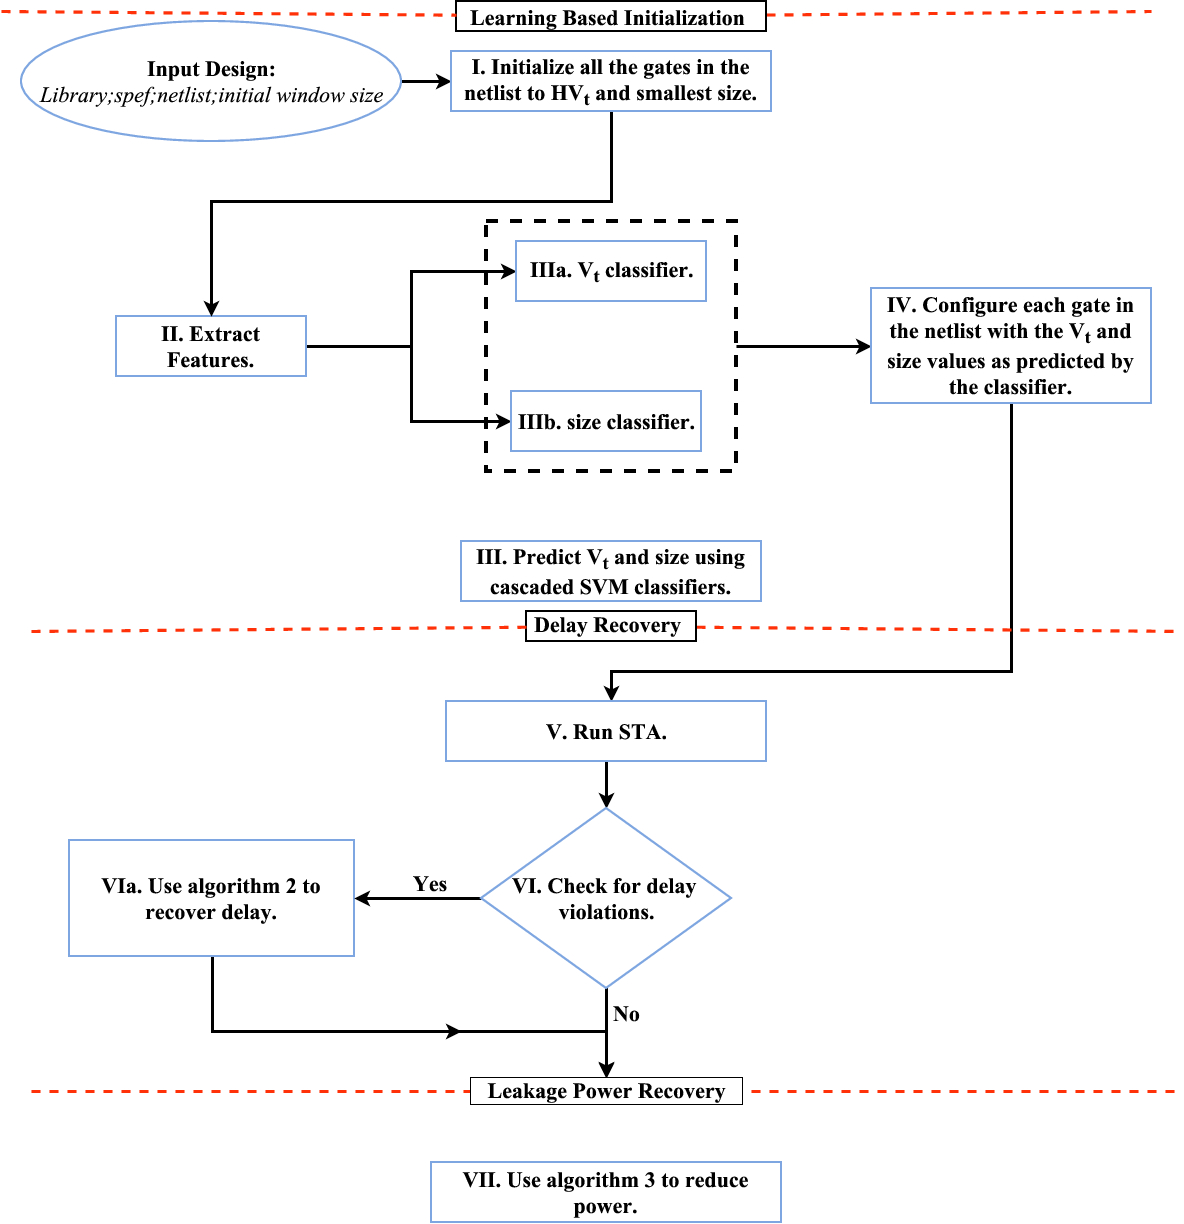 Learning Based Initialization
Input Design:
Library;spef;netlist;initial window size
I. Initialize all the gates in the
netlist to HVt and smallest size.
IIIa. Vt classifier.
II. Extract
Features.
IV. Configure each gate in
the netlist with the Vt and
size values as predicted by
the classifier.
IIIb. size classifier.
III. Predict Vt and size using
cascaded SVM classifiers.
Delay Recovery
V. Run STA.
VI. Check for delay
violations.
Yes
VIa. Use algorithm 2 to
recover delay.
No
Leakage Power Recovery
VII. Use algorithm 3 to reduce
power.